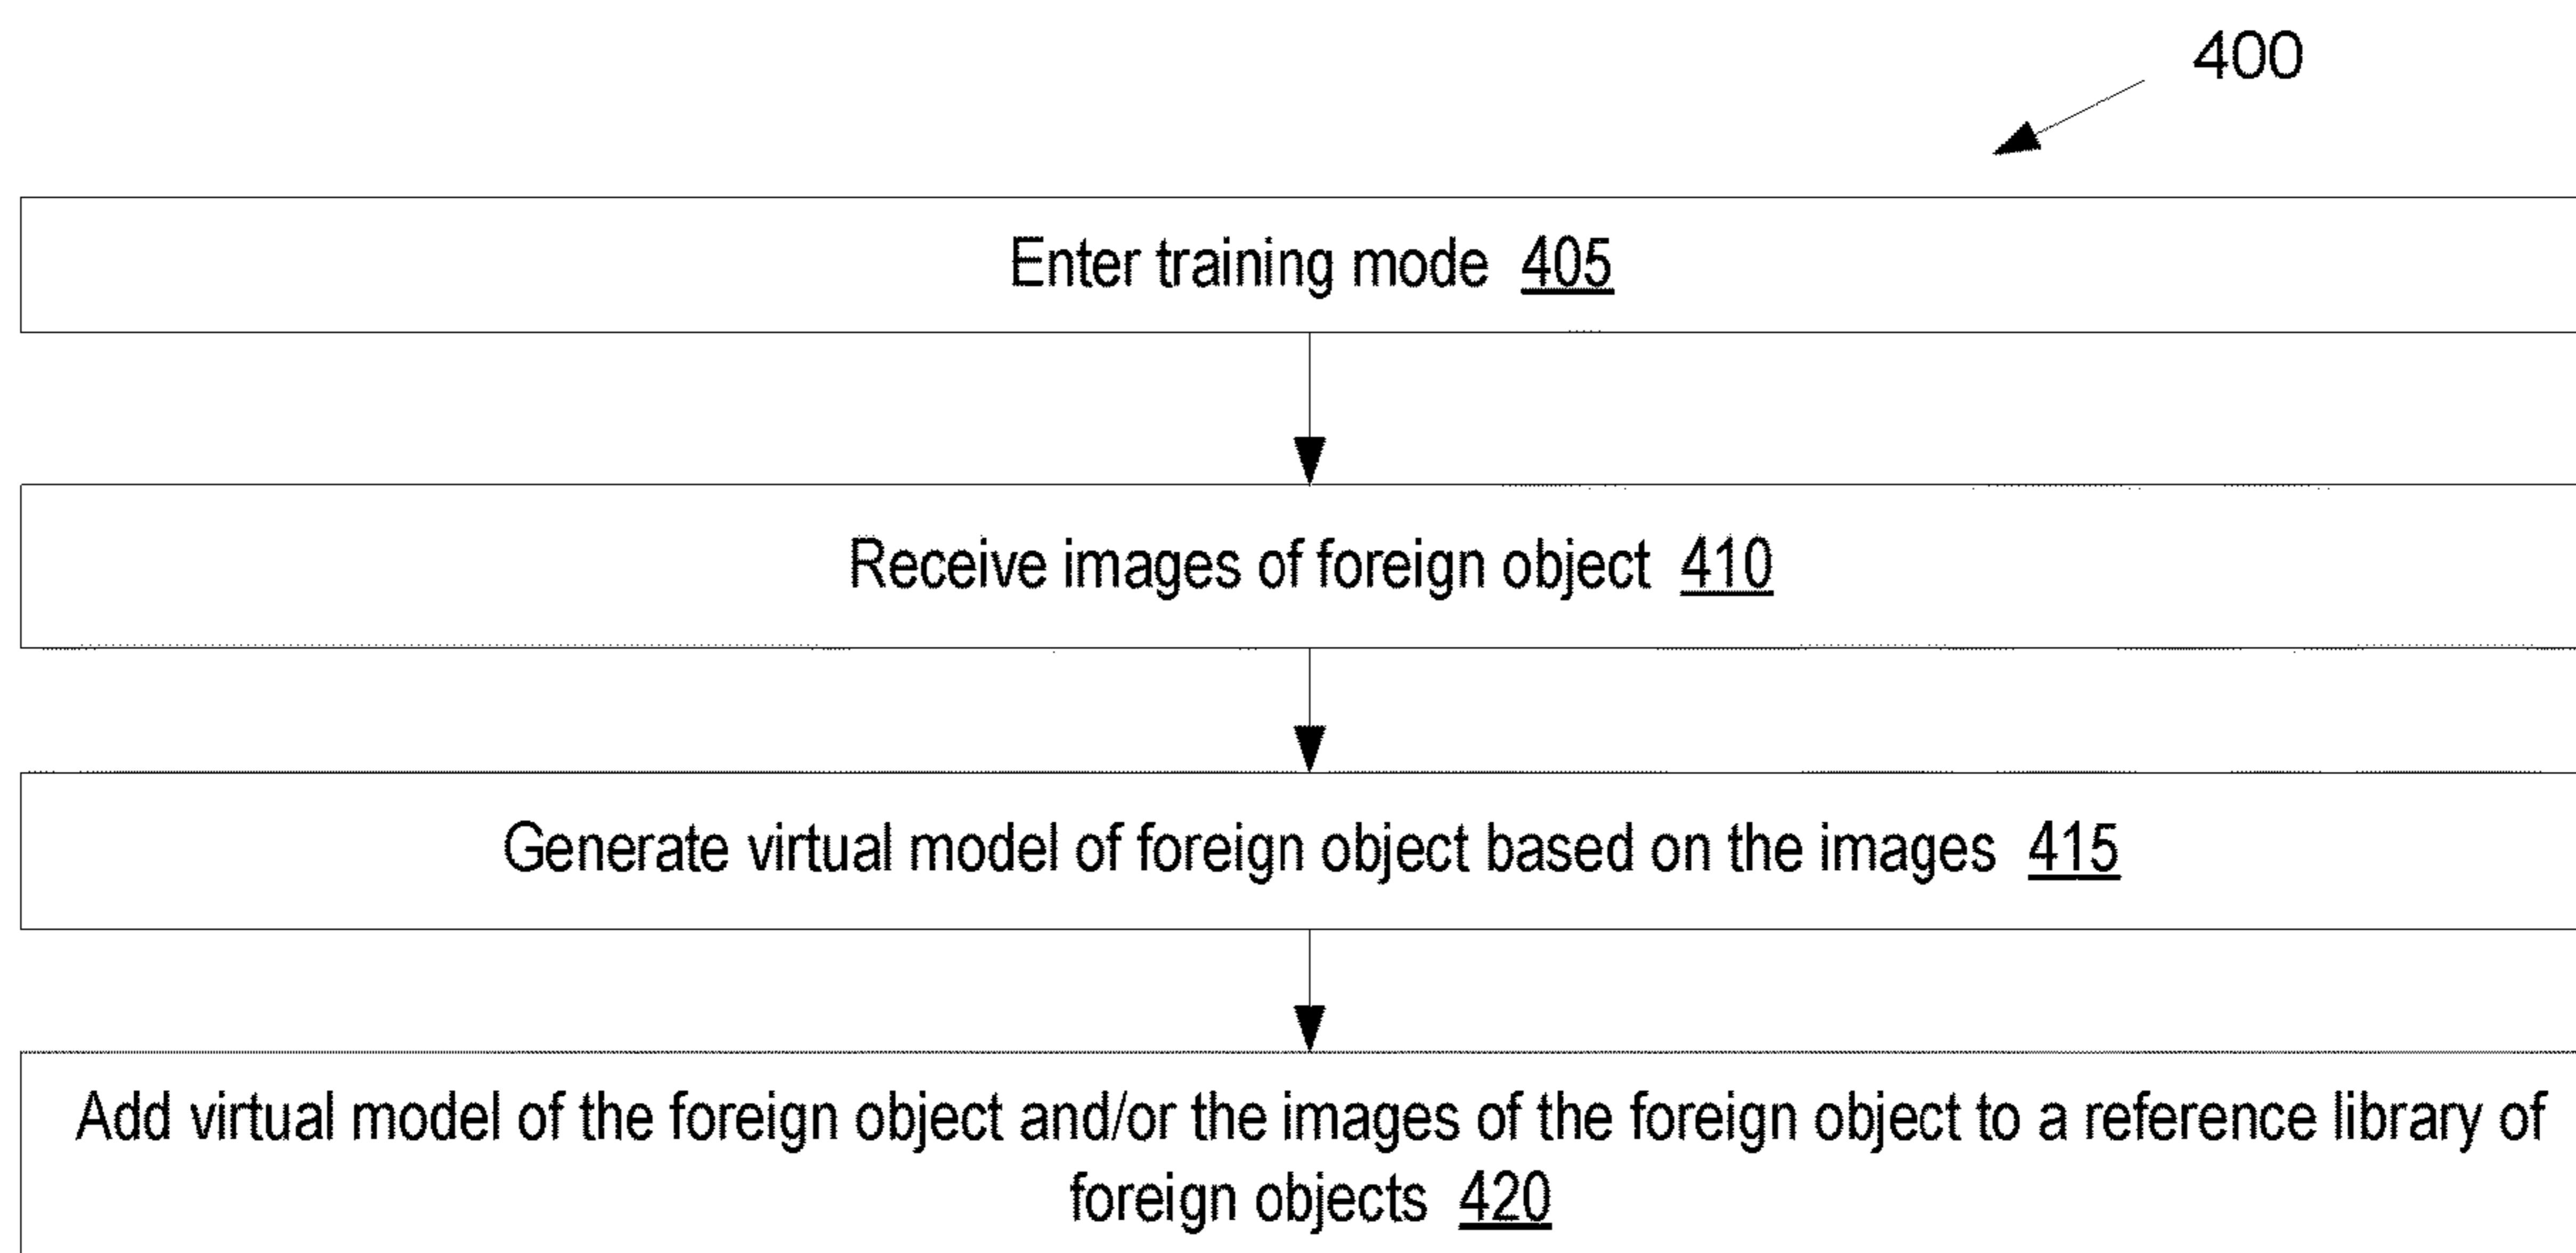 400
Enter training mode 405
Receive images of foreign object 410
Generate virtual model of foreign object based on the images 415
Add virtual model of the foreign object and/or the images of the foreign object to a reference library of
foreign objects 420